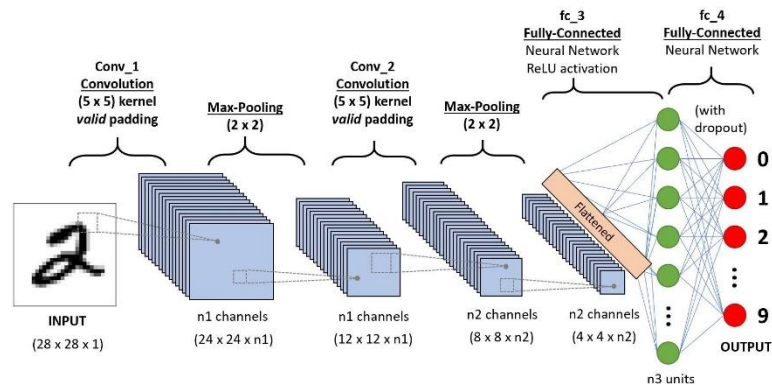 fc_3
Fully-Connected
Neural Network
ReLU activation
fc_4
Fully-Connected
Neural Network
Conv_1
Convolution
(5 x 5) kernel
valid padding
Max-Pooling
(2 x 2)
Conv_2
Convolution
(5 x 5) kernel
valid padding
Max-Pooling
(2 x 2)
(with
dropout)
Flattened
0
1
2
9
2
INPUT
(28 x 28 x 1)
n1 channels
(24 x 24 x n1)
n1 channels
(12 x 12 x n1)
n2 channels
(8 x 8 x n2)
n2 channels
(4 x 4 x n2)
OUTPUT
n3 units